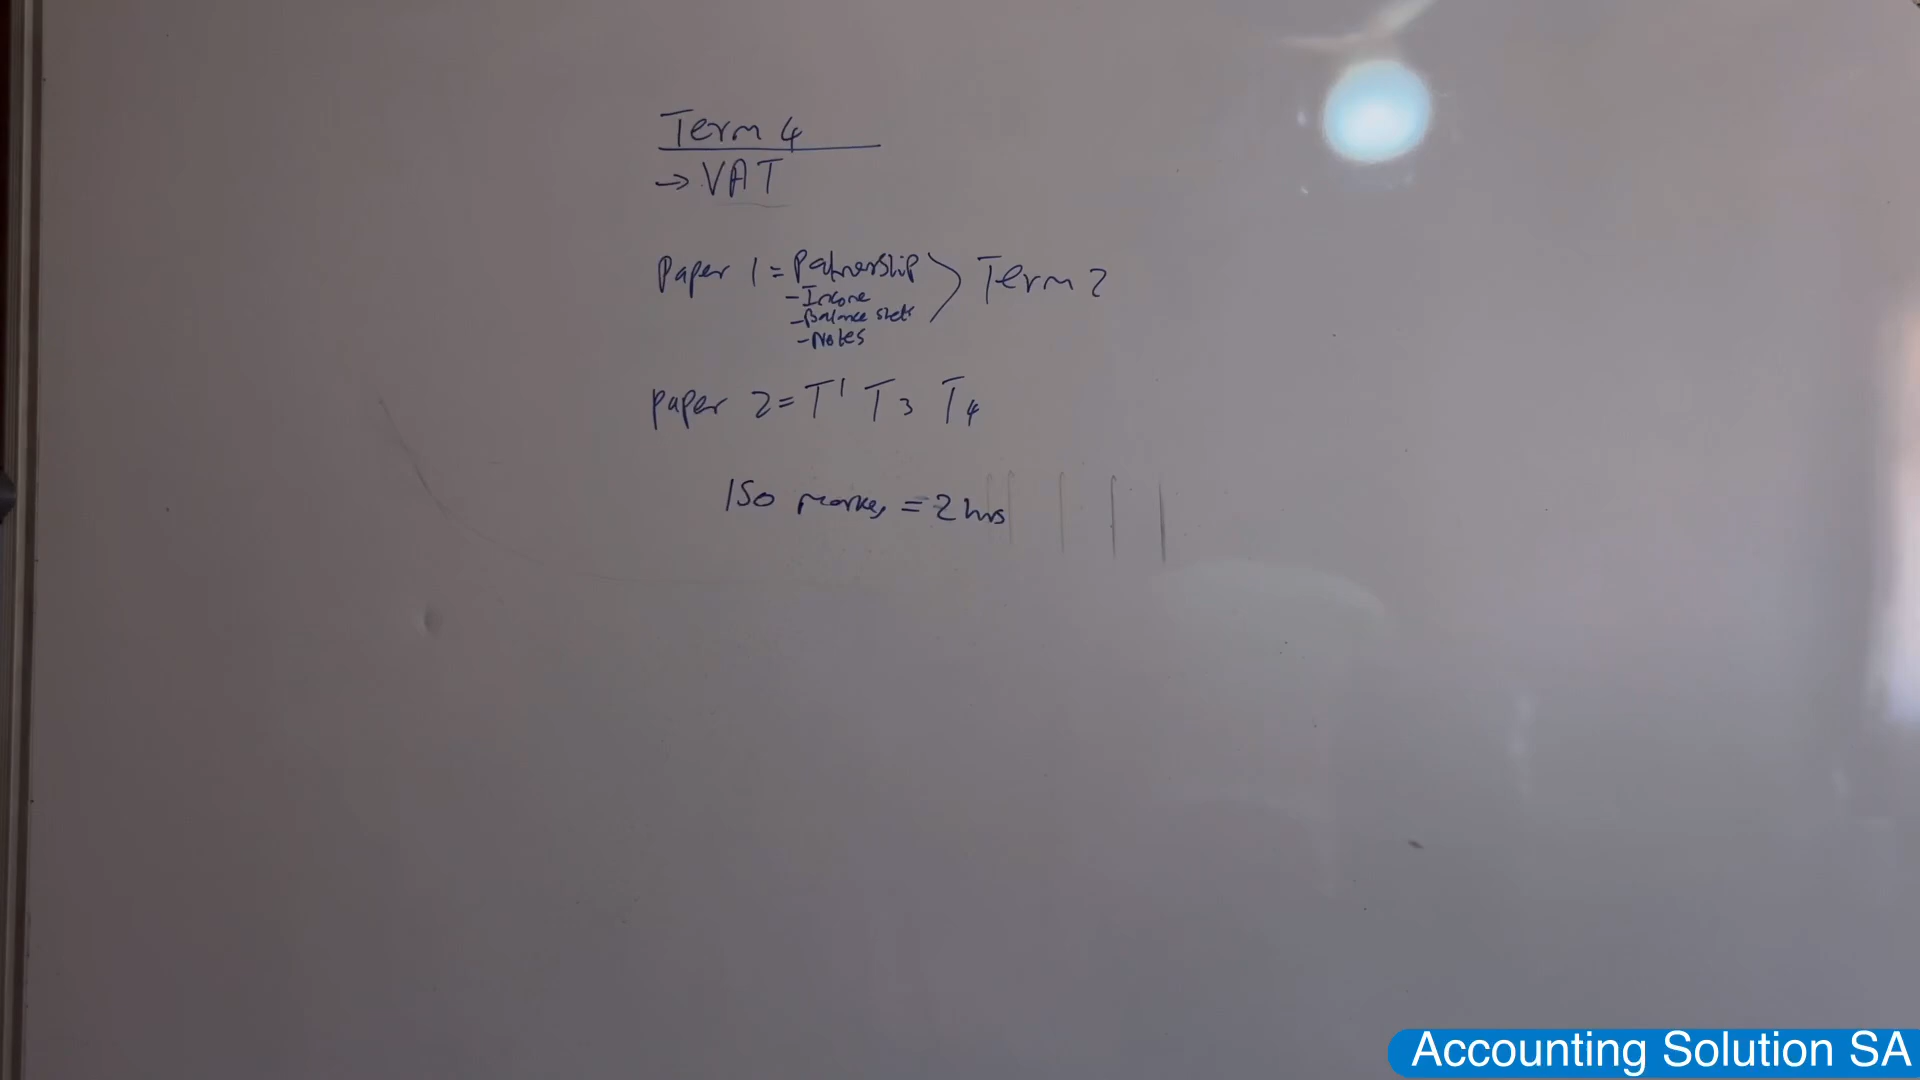 Term 4
→ VAT
Paper 1 = Patnership } Term 2
- Income
- Balance sheet
- Notes
paper 2 = T1 T3 T4
150 marks = 2 hrs
Accounting Solution SA